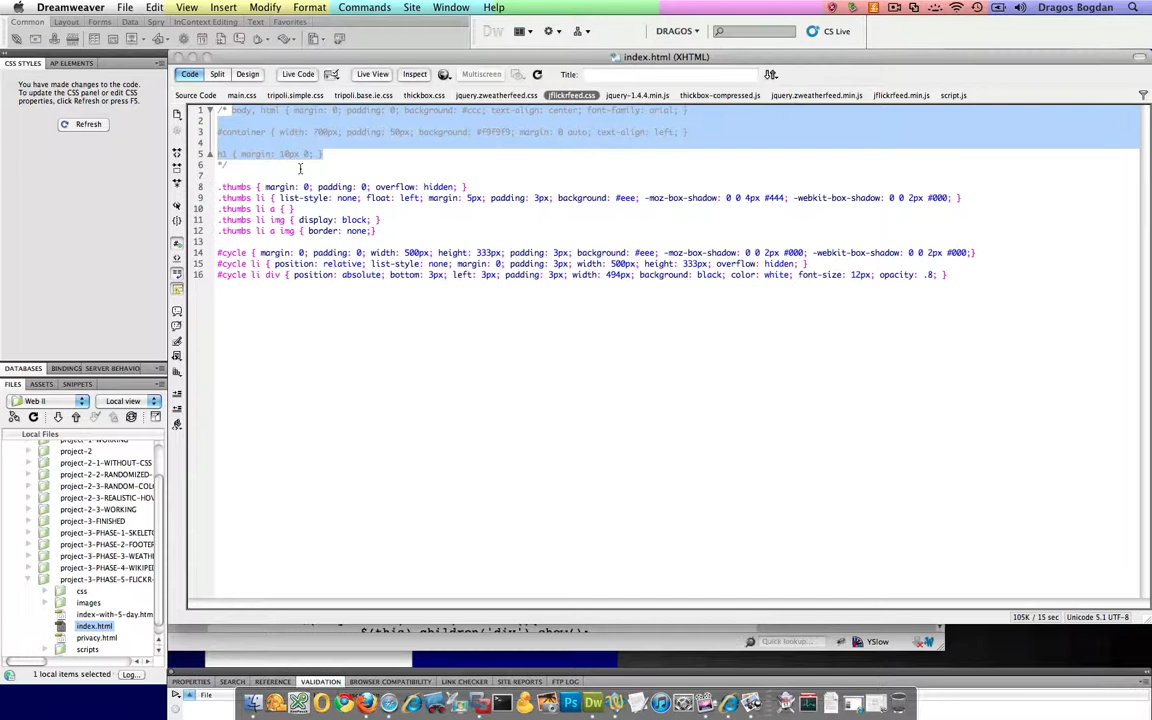 Dreamweaver File Edit View Insert Modify Format Commands Site Window Help Dragos Bogdan
Common Layout Forms Data Spry InContext Editing Text Favorites
Dw DRAGOS CS Live
index.html (XHTML)
CSS STYLES AP ELEMENTS
Code Split Design Live Code Live View Inspect Multiscreen Title:
Source Code main.css tripoli.simple.css tripoli.base.ie.css thickbox.css jquery.zweatherfeed.css jflickrfeed.css jquery-1.4.4.min.js thickbox-compressed.js jquery.zweatherfeed.min.js jflickrfeed.min.js script.js
You have made changes to the code.
To update the CSS panel or edit CSS
properties, click Refresh or press F5.
Refresh
1 /* body, html { margin: 0; padding: 0; background: #ccc; text-align: center; font-family: arial; }
2
3 #container { width: 700px; padding: 50px; background: #f9f9f9; margin: 0 auto; text-align: left; }
4
5 h1 { margin: 10px 0; }
6 */
7
8 .thumbs { margin: 0; padding: 0; overflow: hidden; }
9 .thumbs li { list-style: none; float: left; margin: 5px; padding: 3px; background: #eee; -moz-box-shadow: 0 0 4px #444; -webkit-box-shadow: 0 0 2px #000; }
10 .thumbs li a { }
11 .thumbs li img { display: block; }
12 .thumbs li a img { border: none;}
13
14 #cycle { margin: 0; padding: 0; width: 500px; height: 333px; padding: 3px; background: #eee; -moz-box-shadow: 0 0 2px #000; -webkit-box-shadow: 0 0 2px #000;}
15 #cycle li { position: relative; list-style: none; margin: 0; padding: 3px; width: 500px; height: 333px; overflow: hidden; }
16 #cycle li div { position: absolute; bottom: 3px; left: 3px; padding: 3px; width: 494px; background: black; color: white; font-size: 12px; opacity: .8; }
DATABASES BINDINGS SERVER BEHAVIO
FILES ASSETS SNIPPETS
Web II Local view
Local Files
project-1-WORKING
project-2
project-2-1-WITHOUT-CSS
project-2-2-RANDOMIZED-
project-2-3-RANDOM-COL
project-2-3-REALISTIC-HOV
project-2-3-WORKING
project-3-FINISHED
project-3-PHASE-1-SKELET
project-3-PHASE-2-FOOTER
project-3-PHASE-3-WEATH
project-3-PHASE-4-WIKIPE
project-3-PHASE-5-FLICKR-
css
images
index-with-5-day.htm
index.html
privacy.html
scripts
105K / 15 sec Unicode 5.1 UTF-8
$(this).children('div').show();
Quick lookup... YSlow
1 local items selected Log...
PROPERTIES SEARCH REFERENCE VALIDATION BROWSER COMPATIBILITY LINK CHECKER SITE REPORTS FTP LOG
File